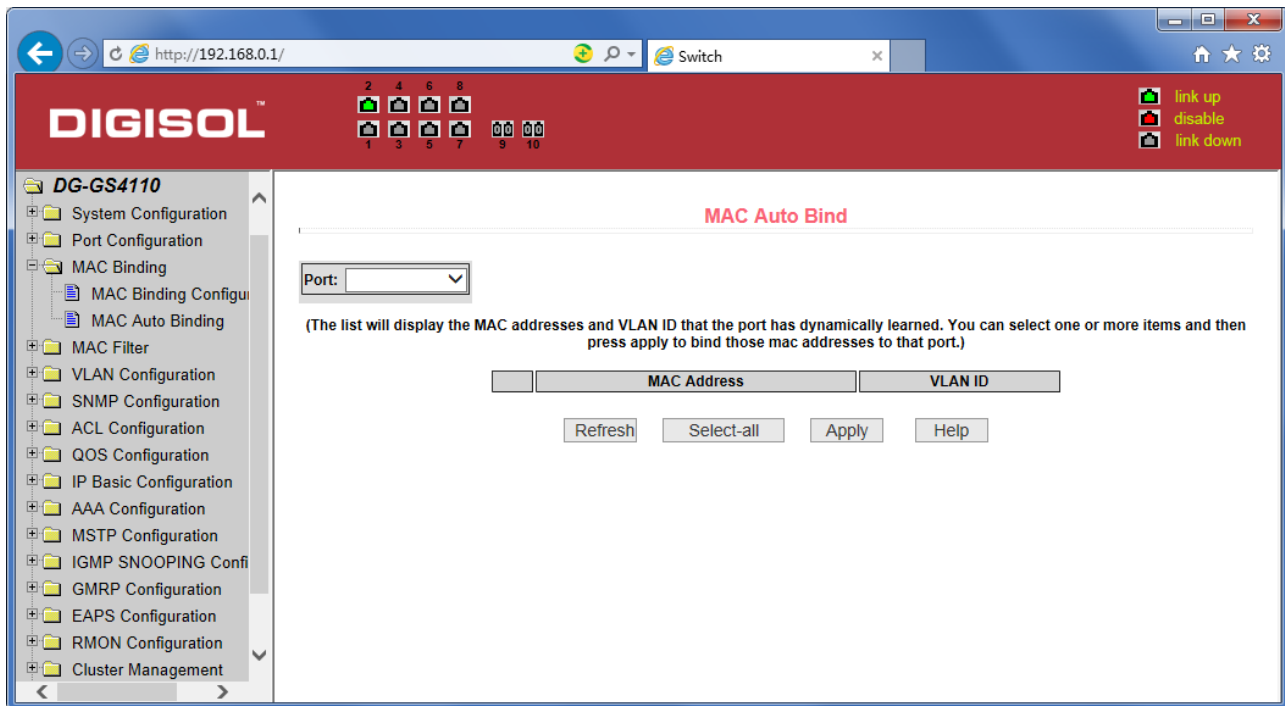 http://192.168.0.1/
Switch
DIGISOL™
2 4 6 8
1 3 5 7 9 10
link up
disable
link down
DG-GS4110
System Configuration
Port Configuration
MAC Binding
MAC Binding Configu
MAC Auto Binding
MAC Filter
VLAN Configuration
SNMP Configuration
ACL Configuration
QOS Configuration
IP Basic Configuration
AAA Configuration
MSTP Configuration
IGMP SNOOPING Confi
GMRP Configuration
EAPS Configuration
RMON Configuration
Cluster Management
MAC Auto Bind
Port:
(The list will display the MAC addresses and VLAN ID that the port has dynamically learned. You can select one or more items and then
press apply to bind those mac addresses to that port.)
MAC Address VLAN ID
Refresh Select-all Apply Help